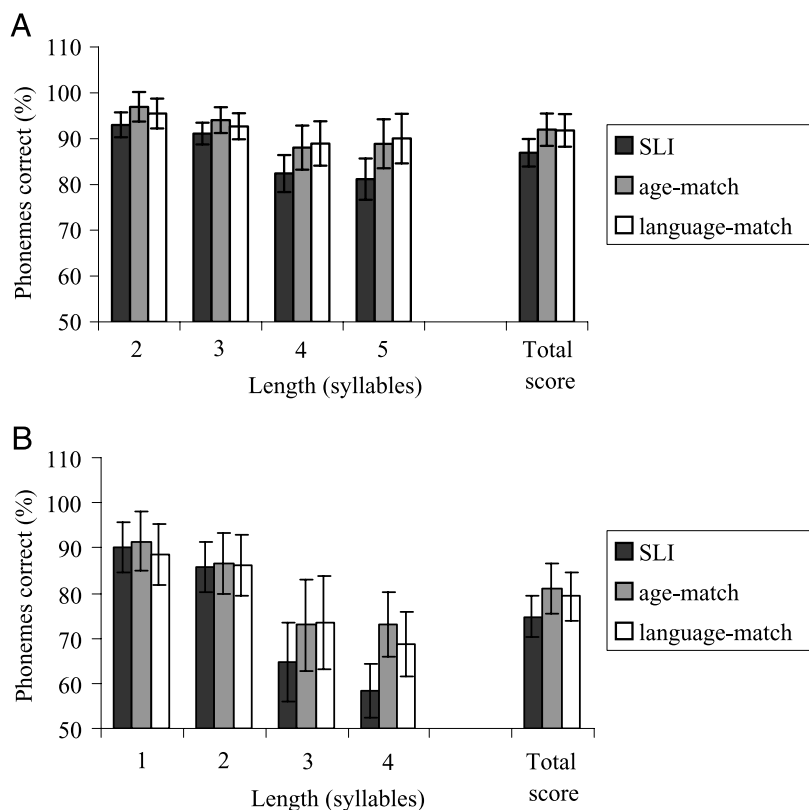 A
Phonemes correct (%)
110
100
90
80
70
60
50
2 3 4 5 Total
score
Length (syllables)
SLI
age-match
language-match
B
Phonemes correct (%)
110
100
90
80
70
60
50
1 2 3 4 Total
score
Length (syllables)
SLI
age-match
language-match